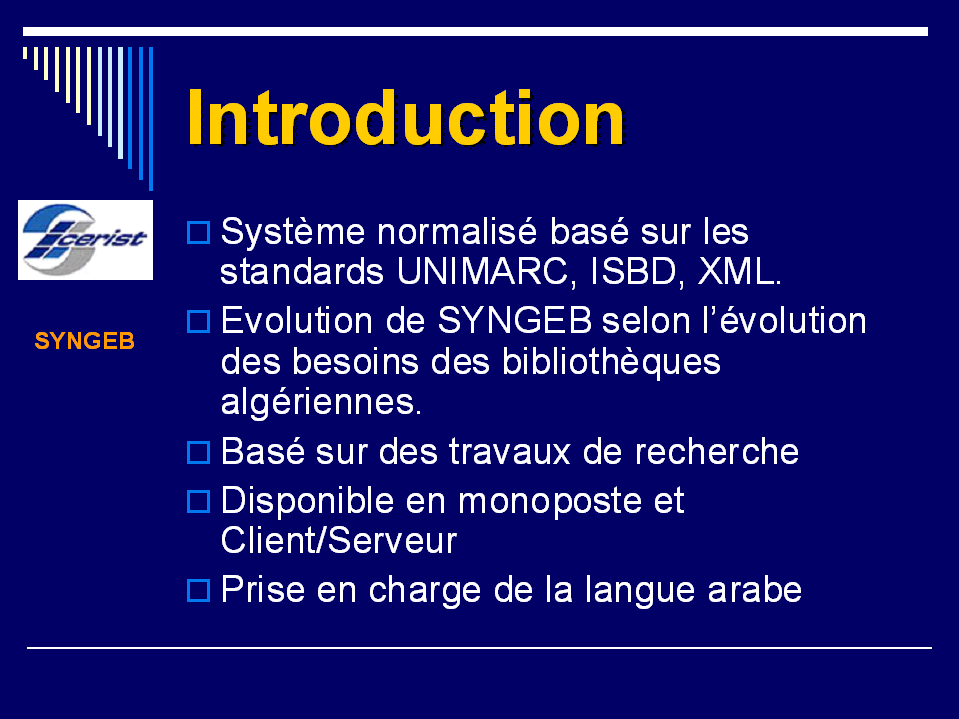 Introduction
cerist
SYNGEB
Système normalisé basé sur les
standards UNIMARC, ISBD, XML.
Evolution de SYNGEB selon l’évolution
des besoins des bibliothèques
algériennes.
Basé sur des travaux de recherche
Disponible en monoposte et
Client/Serveur
Prise en charge de la langue arabe